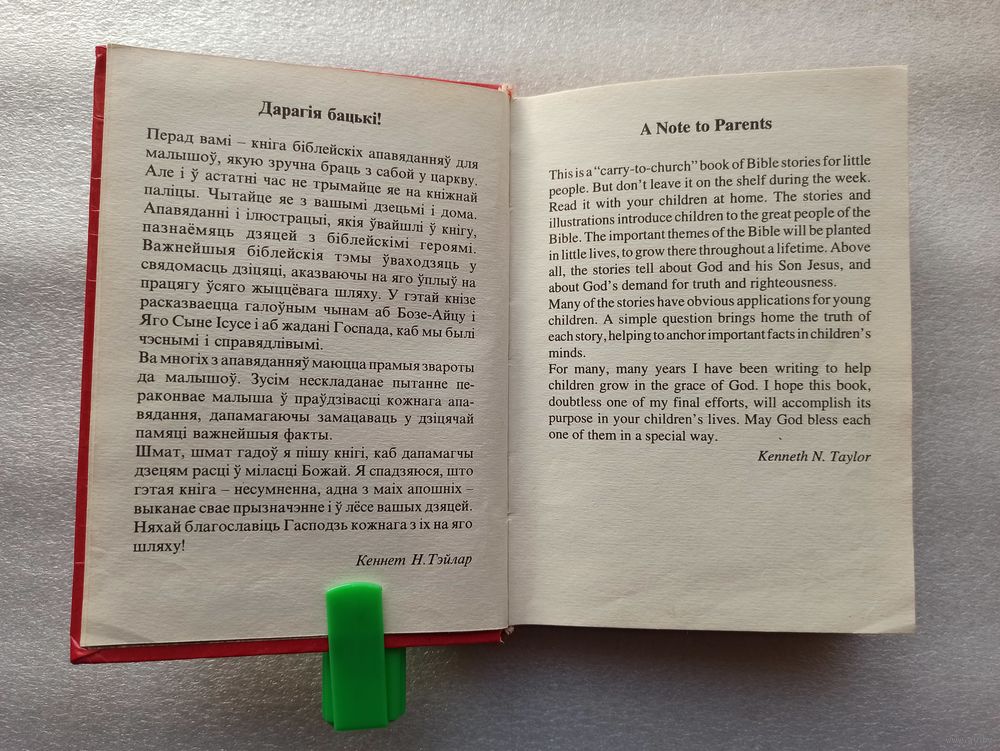 Дарагія бацькі!
Перад вамі – кніга біблейскіх апавяданняў для
малышоў, якую зручна браць з сабой у царкву.
Але і ў астатні час не трымайце яе на кніжнай
паліцы. Чытайце яе з вашымі дзецьмі і дома.
Апавяданні і ілюстрацыі, якія ўвайшлі ў кнігу,
пазнаёмяць дзяцей з біблейскімі героямі.
Важнейшыя біблейскія тэмы ўваходзяць у
свядомасць дзіцяці, аказваючы на яго ўплыў на
працягу ўсяго жыццёвага шляху. У гэтай кнізе
расказваецца галоўным чынам аб Бозе-Айцу і
Яго Сыне Ісусе і аб жадані Госпада, каб мы былі
чэснымі і справядлівымі.
Ва многіх з апавяданняў маюцца прамыя звароты
да малышоў. Зусім нескладанае пытанне пе-
раконвае малыша ў праўдзівасці кожнага апа-
вядання, дапамагаючы замацаваць у дзіцячай
памяці важнейшыя факты.
Шмат, шмат гадоў я пішу кнігі, каб дапамагчы
дзецям расці ў міласці Божай. Я спадзяюся, што
гэтая кніга – несумненна, адна з маіх апошніх –
выканае свае прызначэнне і ў лёсе вашых дзяцей.
Няхай благославіць Гасподзь кожнага з іх на яго
шляху!
Кеннет Н.Тэйлар
A Note to Parents
This is a “carry-to-church” book of Bible stories for little
people. But don’t leave it on the shelf during the week.
Read it with your children at home. The stories and
illustrations introduce children to the great people of the
Bible. The important themes of the Bible will be planted
in little lives, to grow there throughout a lifetime. Above
all, the stories tell about God and his Son Jesus, and
about God’s demand for truth and righteousness.
Many of the stories have obvious applications for young
children. A simple question brings home the truth of
each story, helping to anchor important facts in children’s
minds.
For many, many years I have been writing to help
children grow in the grace of God. I hope this book,
doubtless one of my final efforts, will accomplish its
purpose in your children’s lives. May God bless each
one of them in a special way.
Kenneth N. Taylor